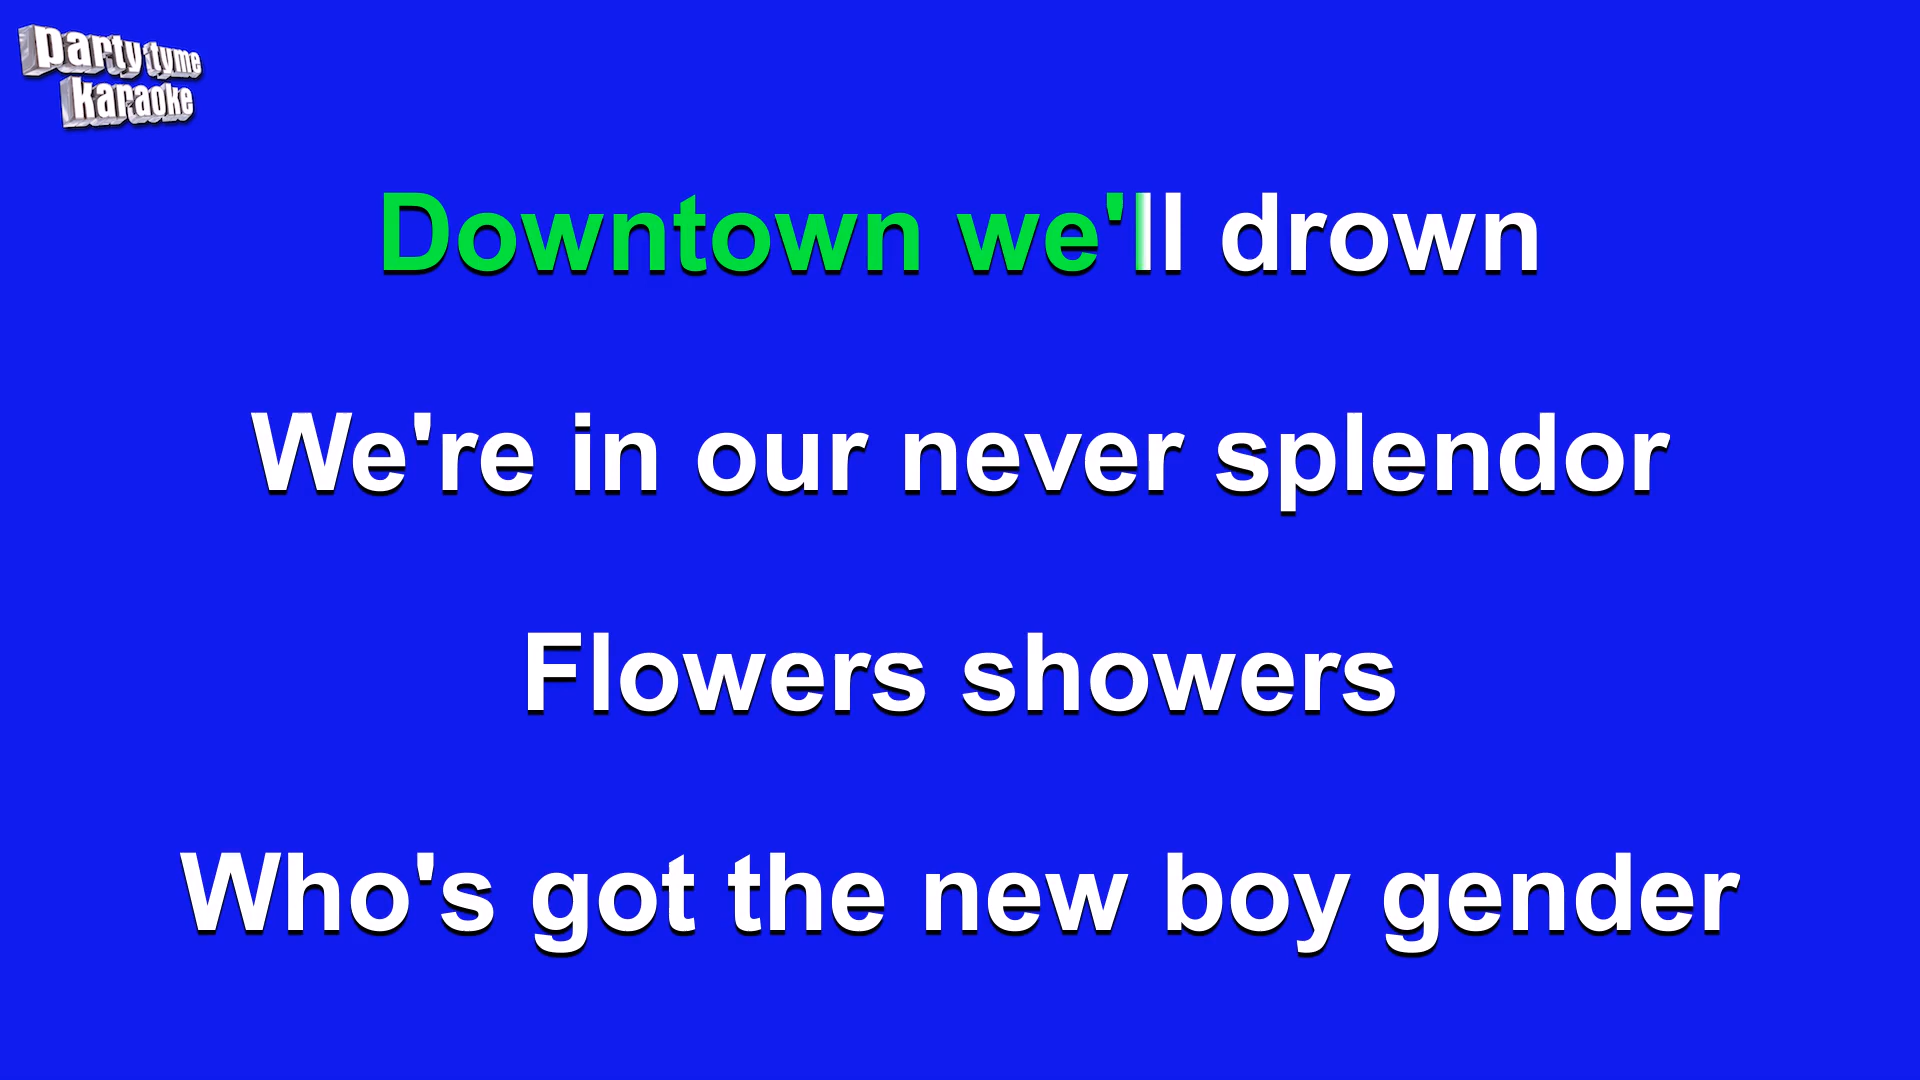 party tyme
karaoke
Downtown we'll drown
We're in our never splendor
Flowers showers
Who's got the new boy gender